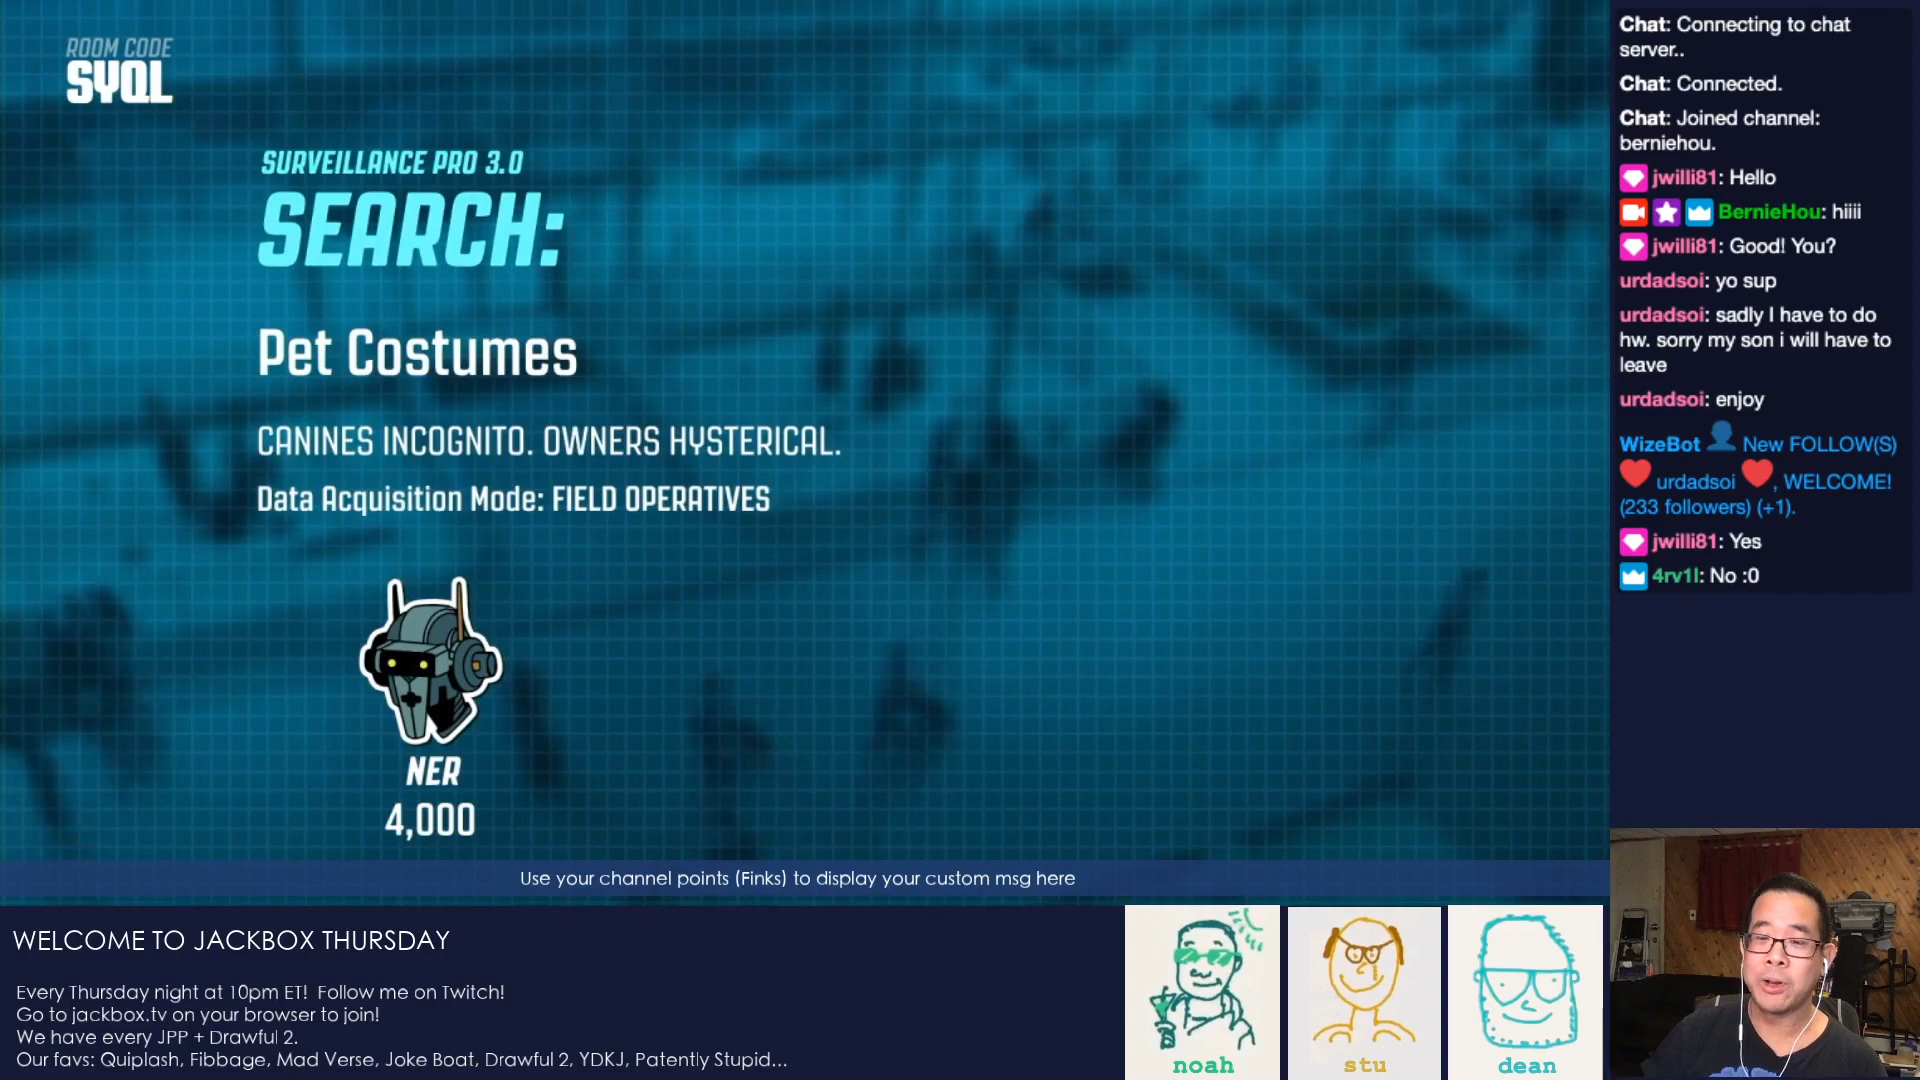 ROOM CODE
SYQL
SURVEILLANCE PRO 3.0
SEARCH:
Pet Costumes
CANINES INCOGNITO. OWNERS HYSTERICAL.
Data Acquisition Mode: FIELD OPERATIVES
NER
4,000
Use your channel points (Finks) to display your custom msg here
WELCOME TO JACKBOX THURSDAY
Every Thursday night at 10pm ET! Follow me on Twitch!
Go to jackbox.tv on your browser to join!
We have every JPP + Drawful 2.
Our favs: Quiplash, Fibbage, Mad Verse, Joke Boat, Drawful 2, YDKJ, Patently Stupid...
noah
stu
dean
Chat: Connecting to chat
server..
Chat: Connected.
Chat: Joined channel:
berniehou.
jwilli81: Hello
BernieHou: hiiii
jwilli81: Good! You?
urdadsoi: yo sup
urdadsoi: sadly I have to do
hw. sorry my son i will have to
leave
urdadsoi: enjoy
WizeBot New FOLLOW(S)
urdadsoi , WELCOME!
(233 followers) (+1).
jwilli81: Yes
4rv1l: No :0